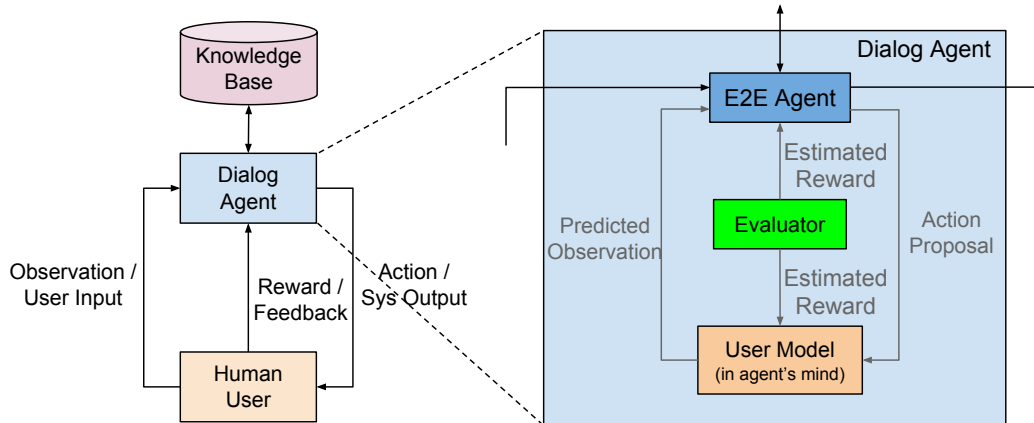 Knowledge
Base
Dialog
Agent
Observation /
User Input
Reward /
Feedback
Action /
Sys Output
Human
User
Dialog Agent
E2E Agent
Estimated
Reward
Evaluator
Predicted
Observation
Action
Proposal
Estimated
Reward
User Model
(in agent's mind)